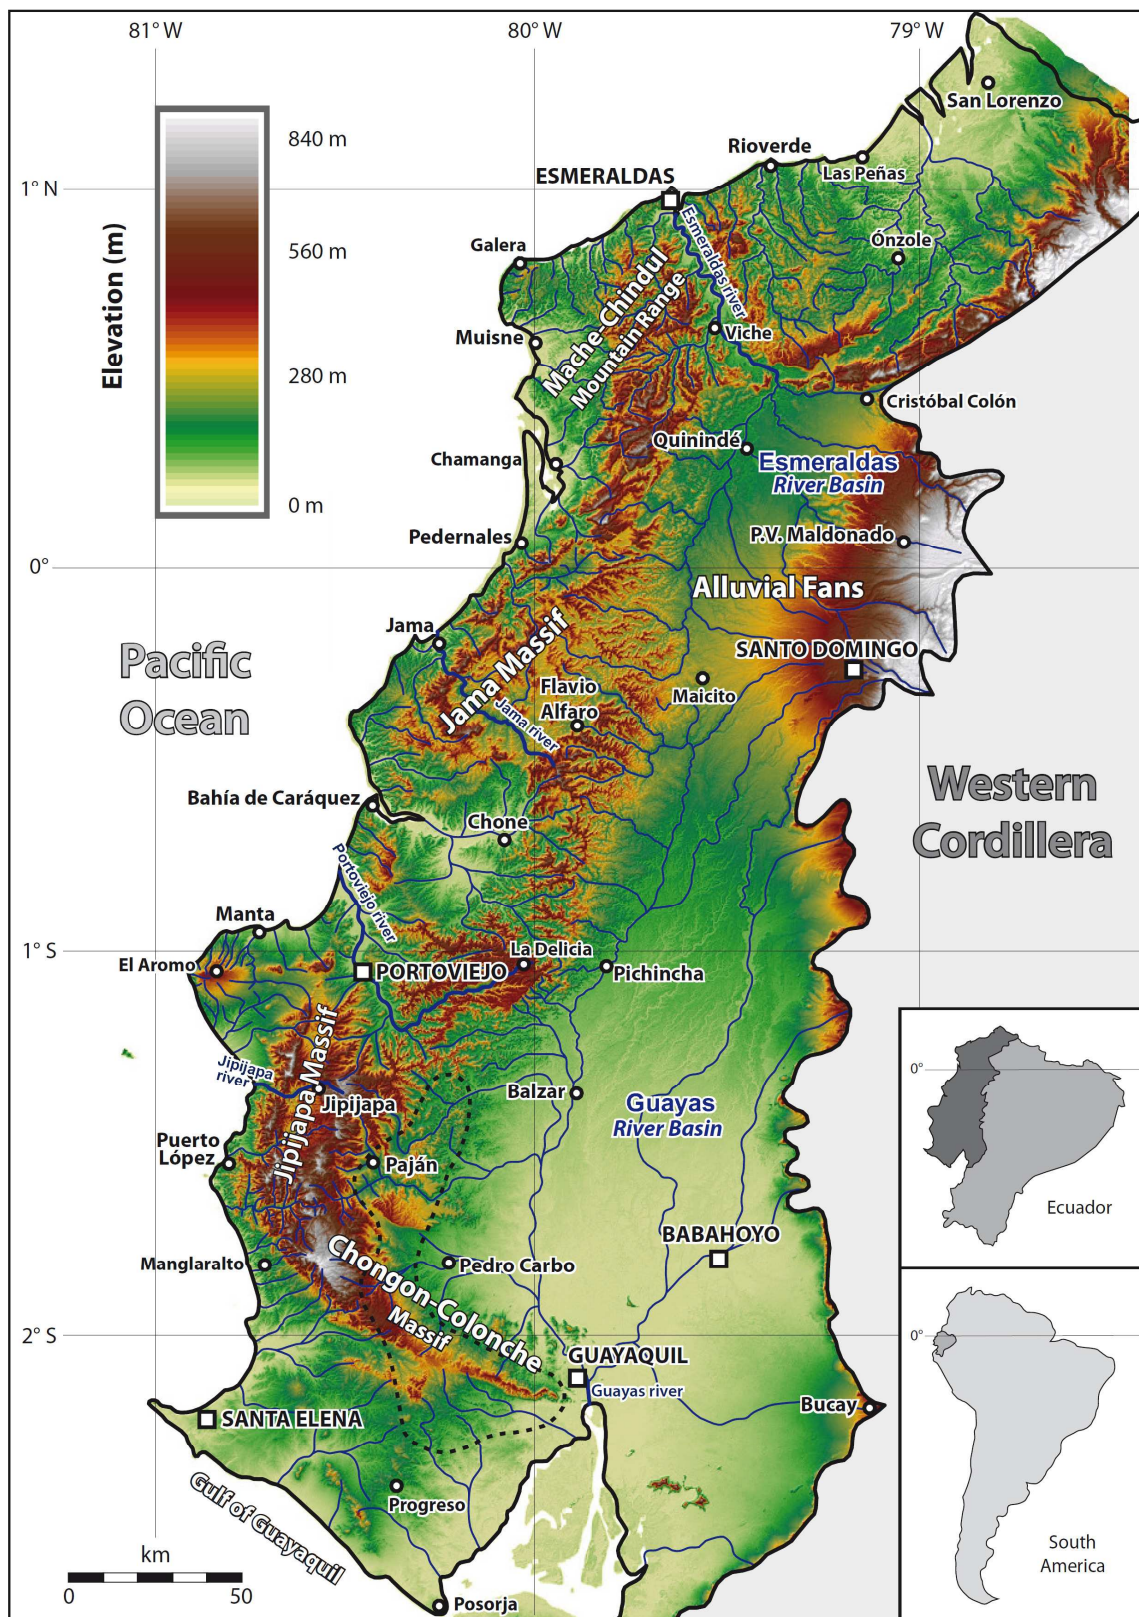 81° W
80° W
79° W
San Lorenzo
Rioverde
Las Peñas
1° N
ESMERALDAS
Esmeraldas river
Ónzole
Galera
Mache-Chindul
Mountain Range
Viche
Muisne
Cristóbal Colón
Quinindé
Esmeraldas
River Basin
Chamanga
Pedernales
P.V. Maldonado
0°
Alluvial Fans
Jama
Jama Massif
SANTO DOMINGO
Flavio
Alfaro
Maicito
Jama river
Pacific
Ocean
Western
Cordillera
Bahía de Caráquez
Chone
Portoviejo river
Manta
La Delicia
1° S
El Aromo
PORTOVIEJO
Pichincha
Jipijapa Massif
Jipijapa
river
Jipijapa
Balzar
Guayas
River Basin
Puerto
López
Paján
BABAHOYO
Manglaralto
Pedro Carbo
Chongon-Colonche
Massif
2° S
GUAYAQUIL
Guayas river
Bucay
SANTA ELENA
Progreso
Gulf of Guayaquil
Posorja
km
0
50
Elevation (m)
840 m
560 m
280 m
0 m
0°
Ecuador
0°
South
America